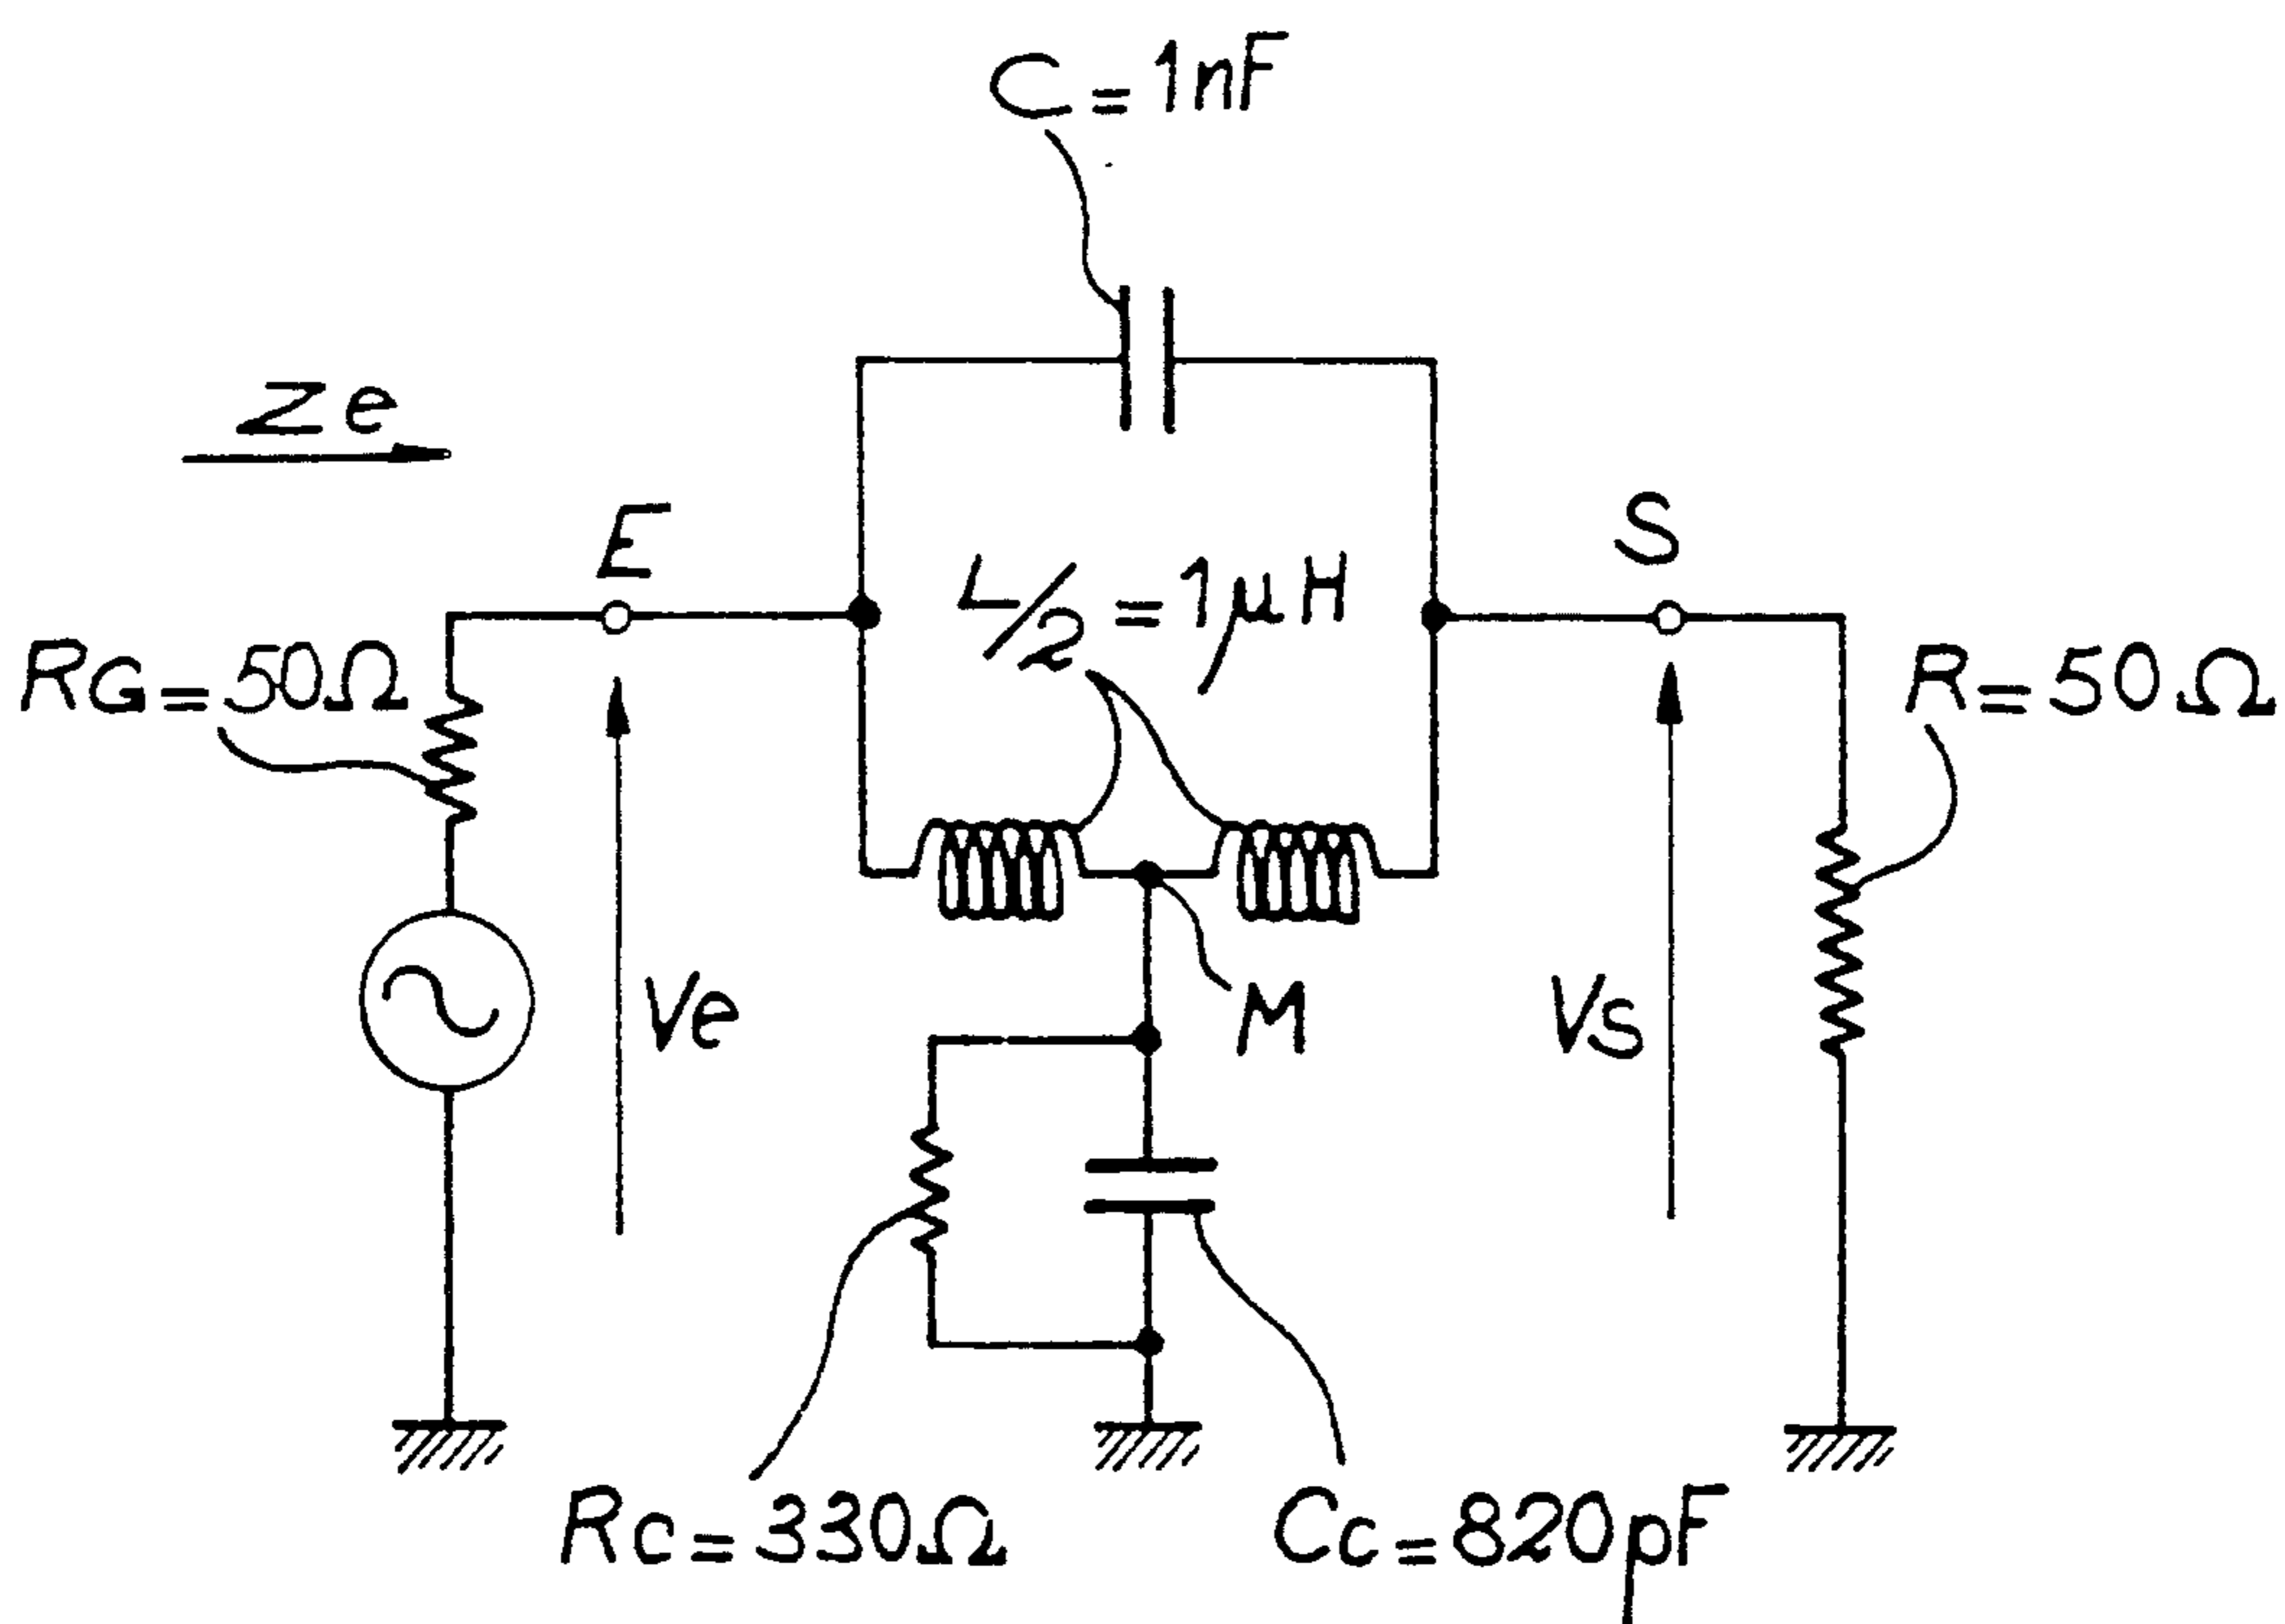 C = 1nF
Ze
E
L/2 = 1µH
S
RG = 50Ω
R = 50Ω
Ve
M
Vs
Rc = 330Ω
Cc = 820pF